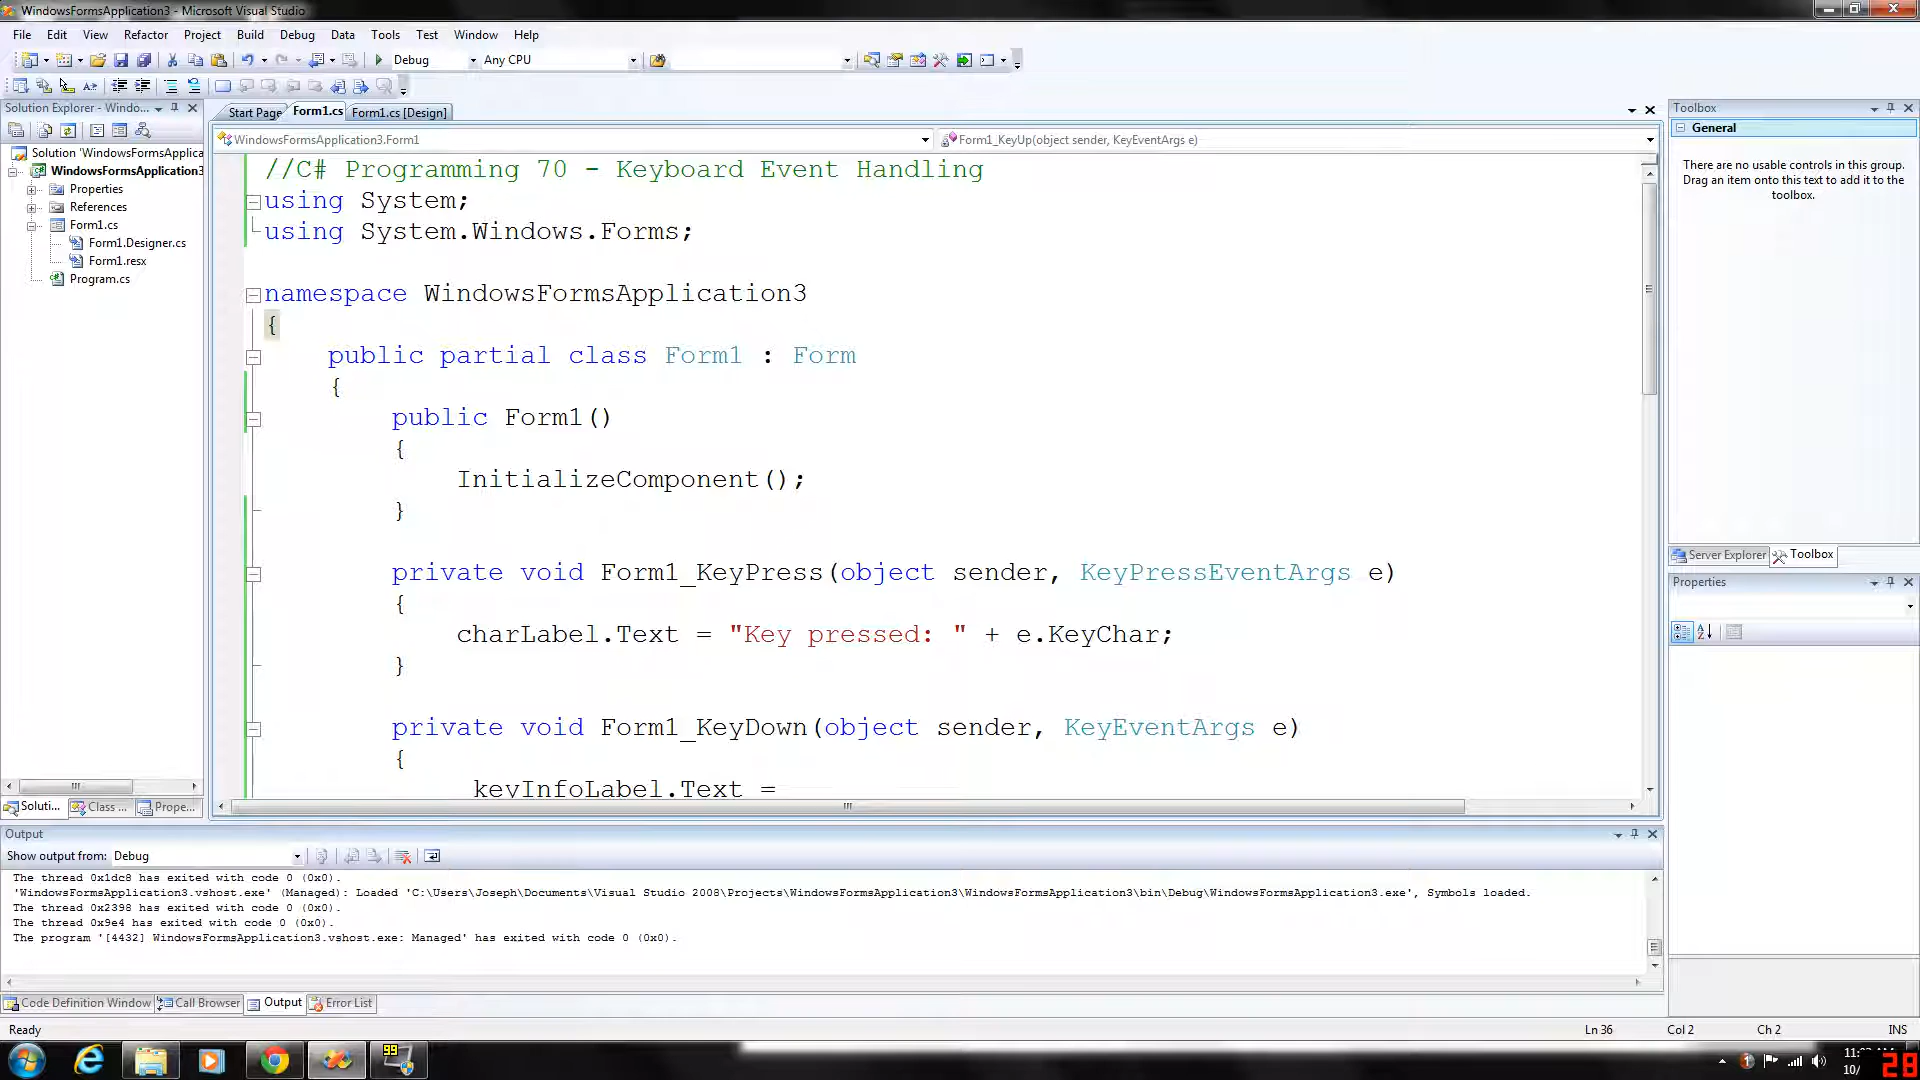 WindowsFormsApplication3 - Microsoft Visual Studio
File Edit View Refactor Project Build Debug Data Tools Test Window Help
Debug Any CPU
Solution Explorer - Windo...
Solution 'WindowsFormsApplica
WindowsFormsApplication3
Properties
References
Form1.cs
Form1.Designer.cs
Form1.resx
Program.cs
Soluti... Class ... Prope...
Start Page Form1.cs Form1.cs [Design]
WindowsFormsApplication3.Form1 Form1_KeyUp(object sender, KeyEventArgs e)
//C# Programming 70 - Keyboard Event Handling
using System;
using System.Windows.Forms;
namespace WindowsFormsApplication3
{
public partial class Form1 : Form
{
public Form1()
{
InitializeComponent();
}
private void Form1_KeyPress(object sender, KeyPressEventArgs e)
{
charLabel.Text = "Key pressed: " + e.KeyChar;
}
private void Form1_KeyDown(object sender, KeyEventArgs e)
{
keyInfoLabel.Text =
Toolbox
General
There are no usable controls in this group.
Drag an item onto this text to add it to the
toolbox.
Server Explorer Toolbox
Properties
Output
Show output from: Debug
The thread 0x1dc8 has exited with code 0 (0x0).
'WindowsFormsApplication3.vshost.exe' (Managed): Loaded 'C:\Users\Joseph\Documents\Visual Studio 2008\Projects\WindowsFormsApplication3\WindowsFormsApplication3\bin\Debug\WindowsFormsApplication3.exe', Symbols loaded.
The thread 0x2398 has exited with code 0 (0x0).
The thread 0x9e4 has exited with code 0 (0x0).
The program '[4432] WindowsFormsApplication3.vshost.exe: Managed' has exited with code 0 (0x0).
Code Definition Window Call Browser Output Error List
Ready Ln 36 Col 2 Ch 2 INS
99
10/
28